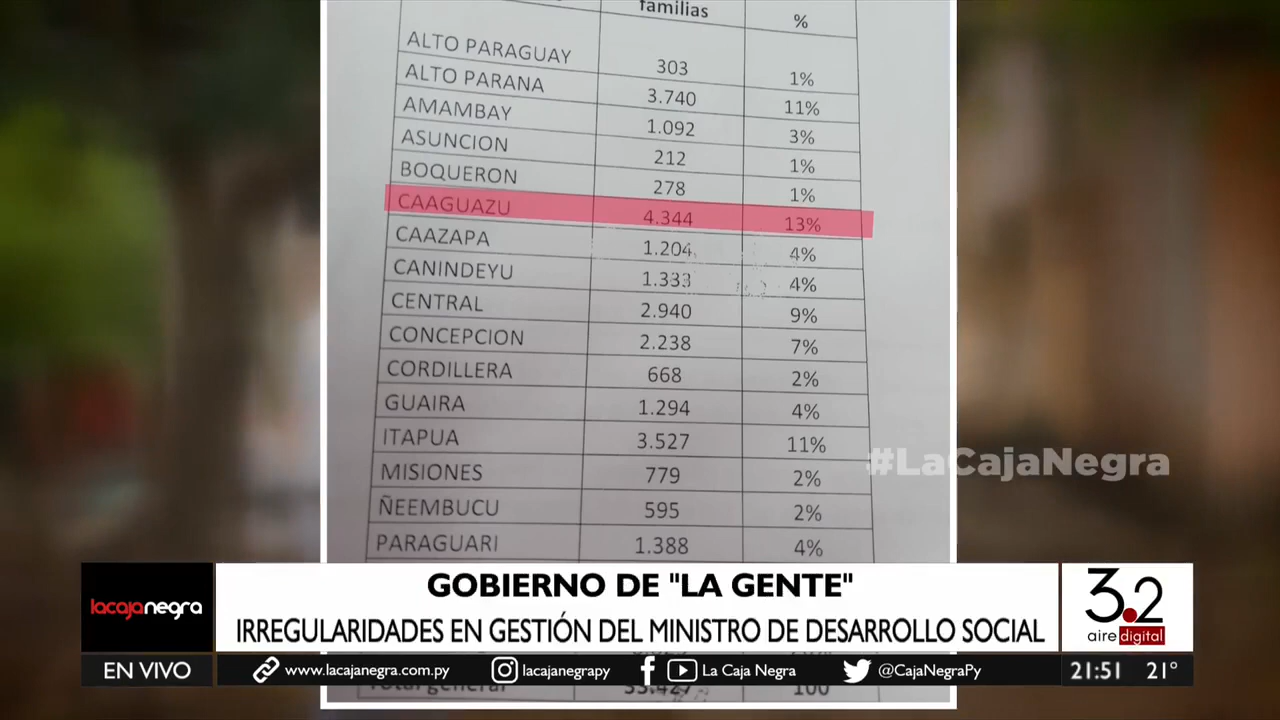 familias %
ALTO PARAGUAY 303 1%
ALTO PARANA 3.740 11%
AMAMBAY 1.092 3%
ASUNCION 212 1%
BOQUERON 278 1%
CAAGUAZU 4.344 13%
CAAZAPA 1.204 4%
CANINDEYU 1.333 4%
CENTRAL 2.940 9%
CONCEPCION 2.238 7%
CORDILLERA 668 2%
GUAIRA 1.294 4%
ITAPUA 3.527 11%
#LaCajaNegra
MISIONES 779 2%
ÑEEMBUCU 595 2%
PARAGUARI 1.388 4%
lacajanegra
GOBIERNO DE "LA GENTE"
IRREGULARIDADES EN GESTIÓN DEL MINISTRO DE DESARROLLO SOCIAL
3.2
aire digital
EN VIVO
www.lacajanegra.com.py
lacajanegrapy
La Caja Negra
@CajaNegraPy
21:51 21°
Total general 33.427 100